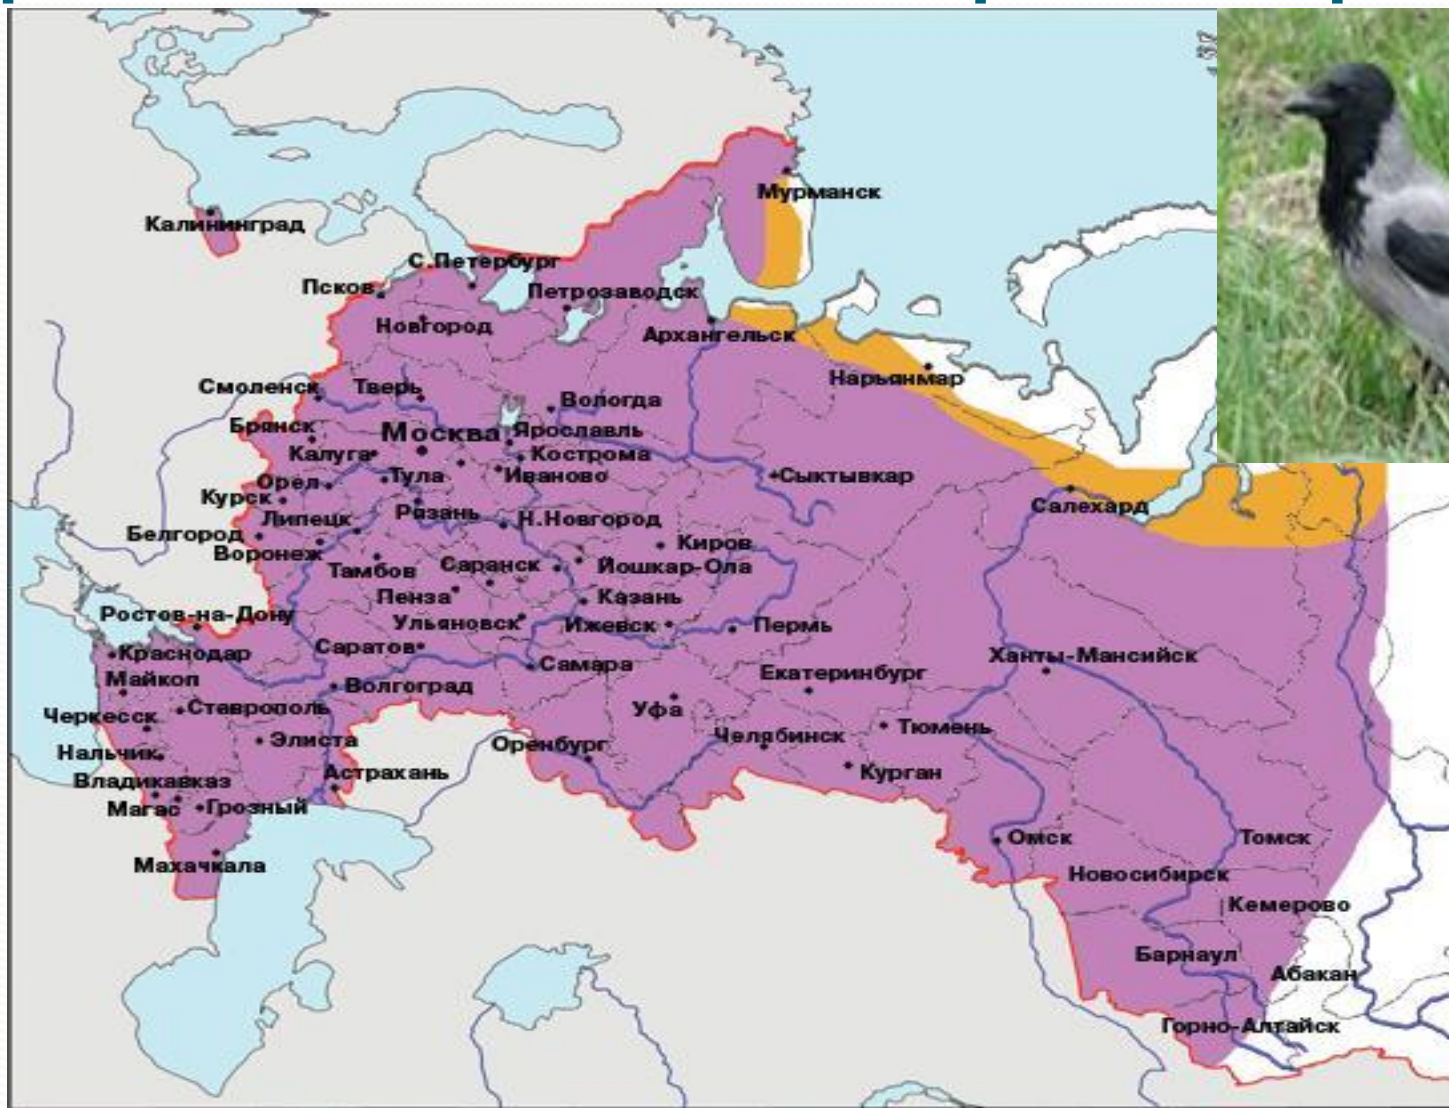 Мурманск
Калининград
С.Петербург
Псков
Петрозаводск
Новгород
Архангельск
Нарьянмар
Смоленск
Тверь
Вологда
Брянск
Москва
Ярославль
Калуга
Кострома
Орел
Тула
Иваново
Сыктывкар
Курск
Салехард
Липецк
Рязань
Н.Новгород
Белгород
Воронеж
Киров
Тамбов
Саранск
Йошкар-Ола
Пенза
Казань
Ростов-на-Дону
Ульяновск
Ижевск
Пермь
Краснодар
Саратов
Самара
Ханты-Мансийск
Майкоп
Волгоград
Екатеринбург
Ставрополь
Уфа
Черкесск
Тюмень
Элиста
Оренбург
Челябинск
Нальчик
Астрахань
Курган
Владикавказ
Магас
Грозный
Омск
Томск
Махачкала
Новосибирск
Кемерово
Барнаул
Абакан
Горно-Алтайск